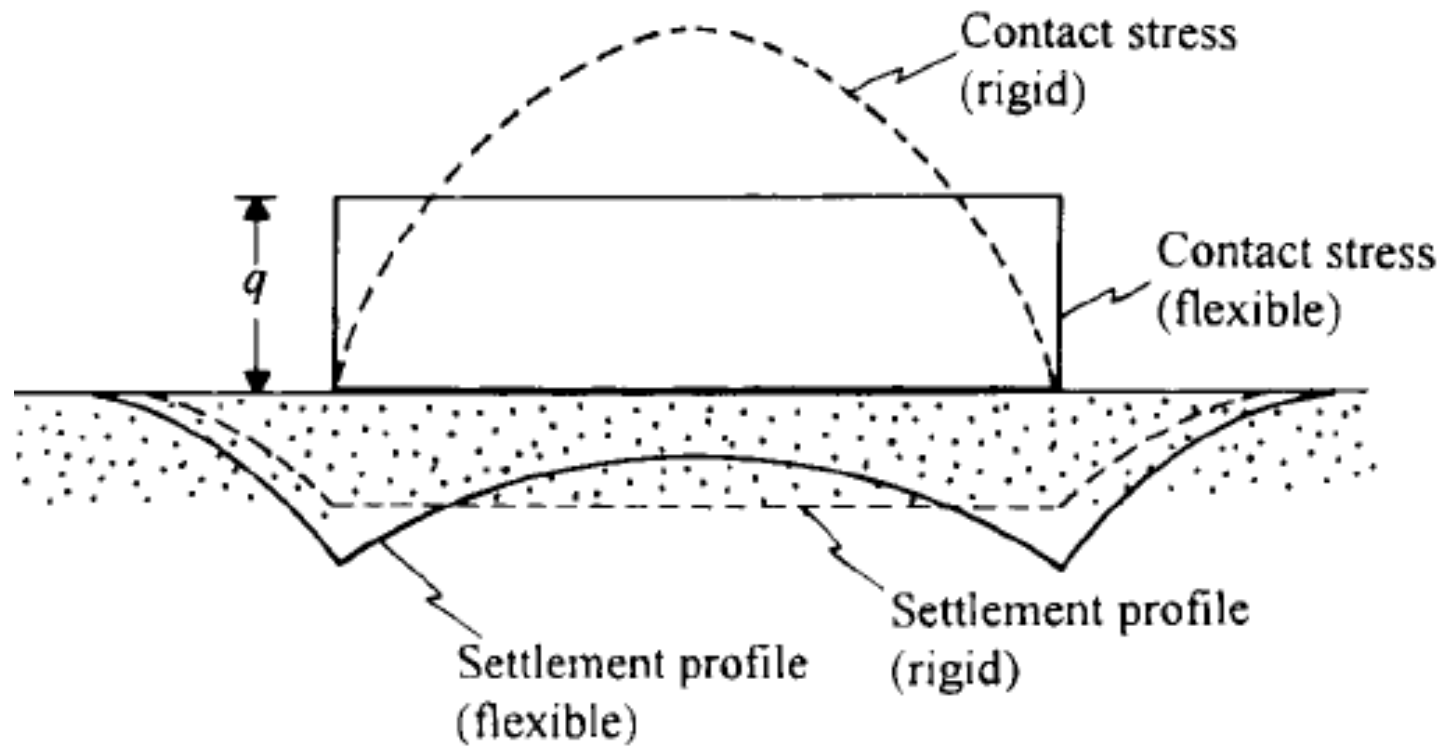 Contact stress
(rigid)
q
Contact stress
(flexible)
Settlement profile
(rigid)
Settlement profile
(flexible)